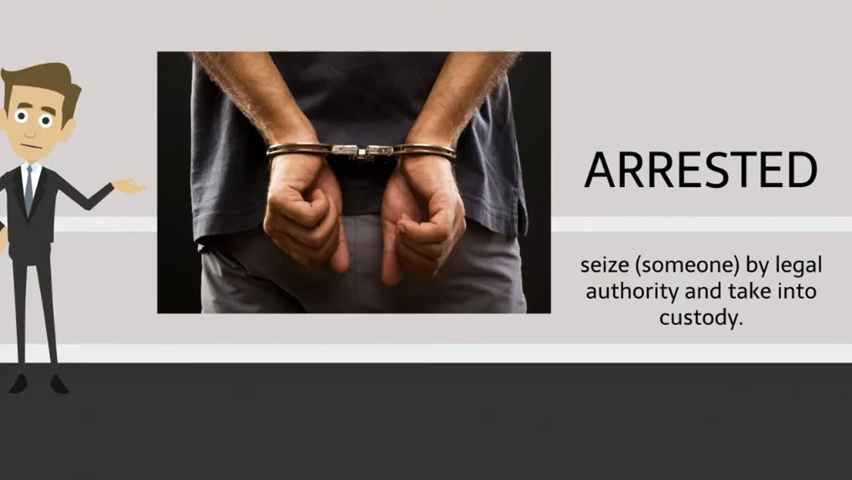 ARRESTED
seize (someone) by legal
authority and take into
custody.